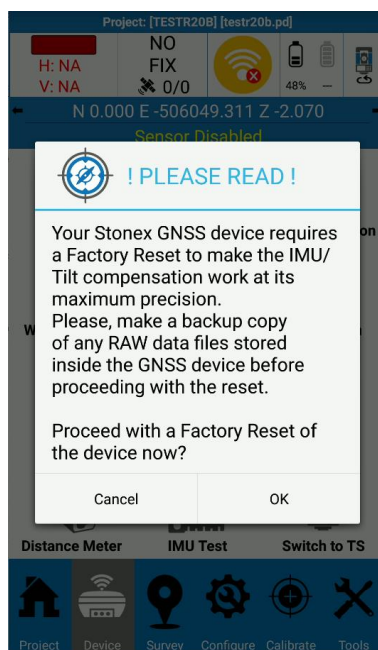 Project: [TESTR20B] [testr20b.pd]
H: NA
V: NA
NO
FIX
0/0
48%
N 0.000 E -506049.311 Z -2.070
Sensor Disabled
! PLEASE READ !
Your Stonex GNSS device requires
a Factory Reset to make the IMU/
Tilt compensation work at its
maximum precision.
Please, make a backup copy
of any RAW data files stored
inside the GNSS device before
proceeding with the reset.
Proceed with a Factory Reset of
the device now?
Cancel
OK
Distance Meter
IMU Test
Switch to TS
Project
Device
Survey
Configure
Calibrate
Tools